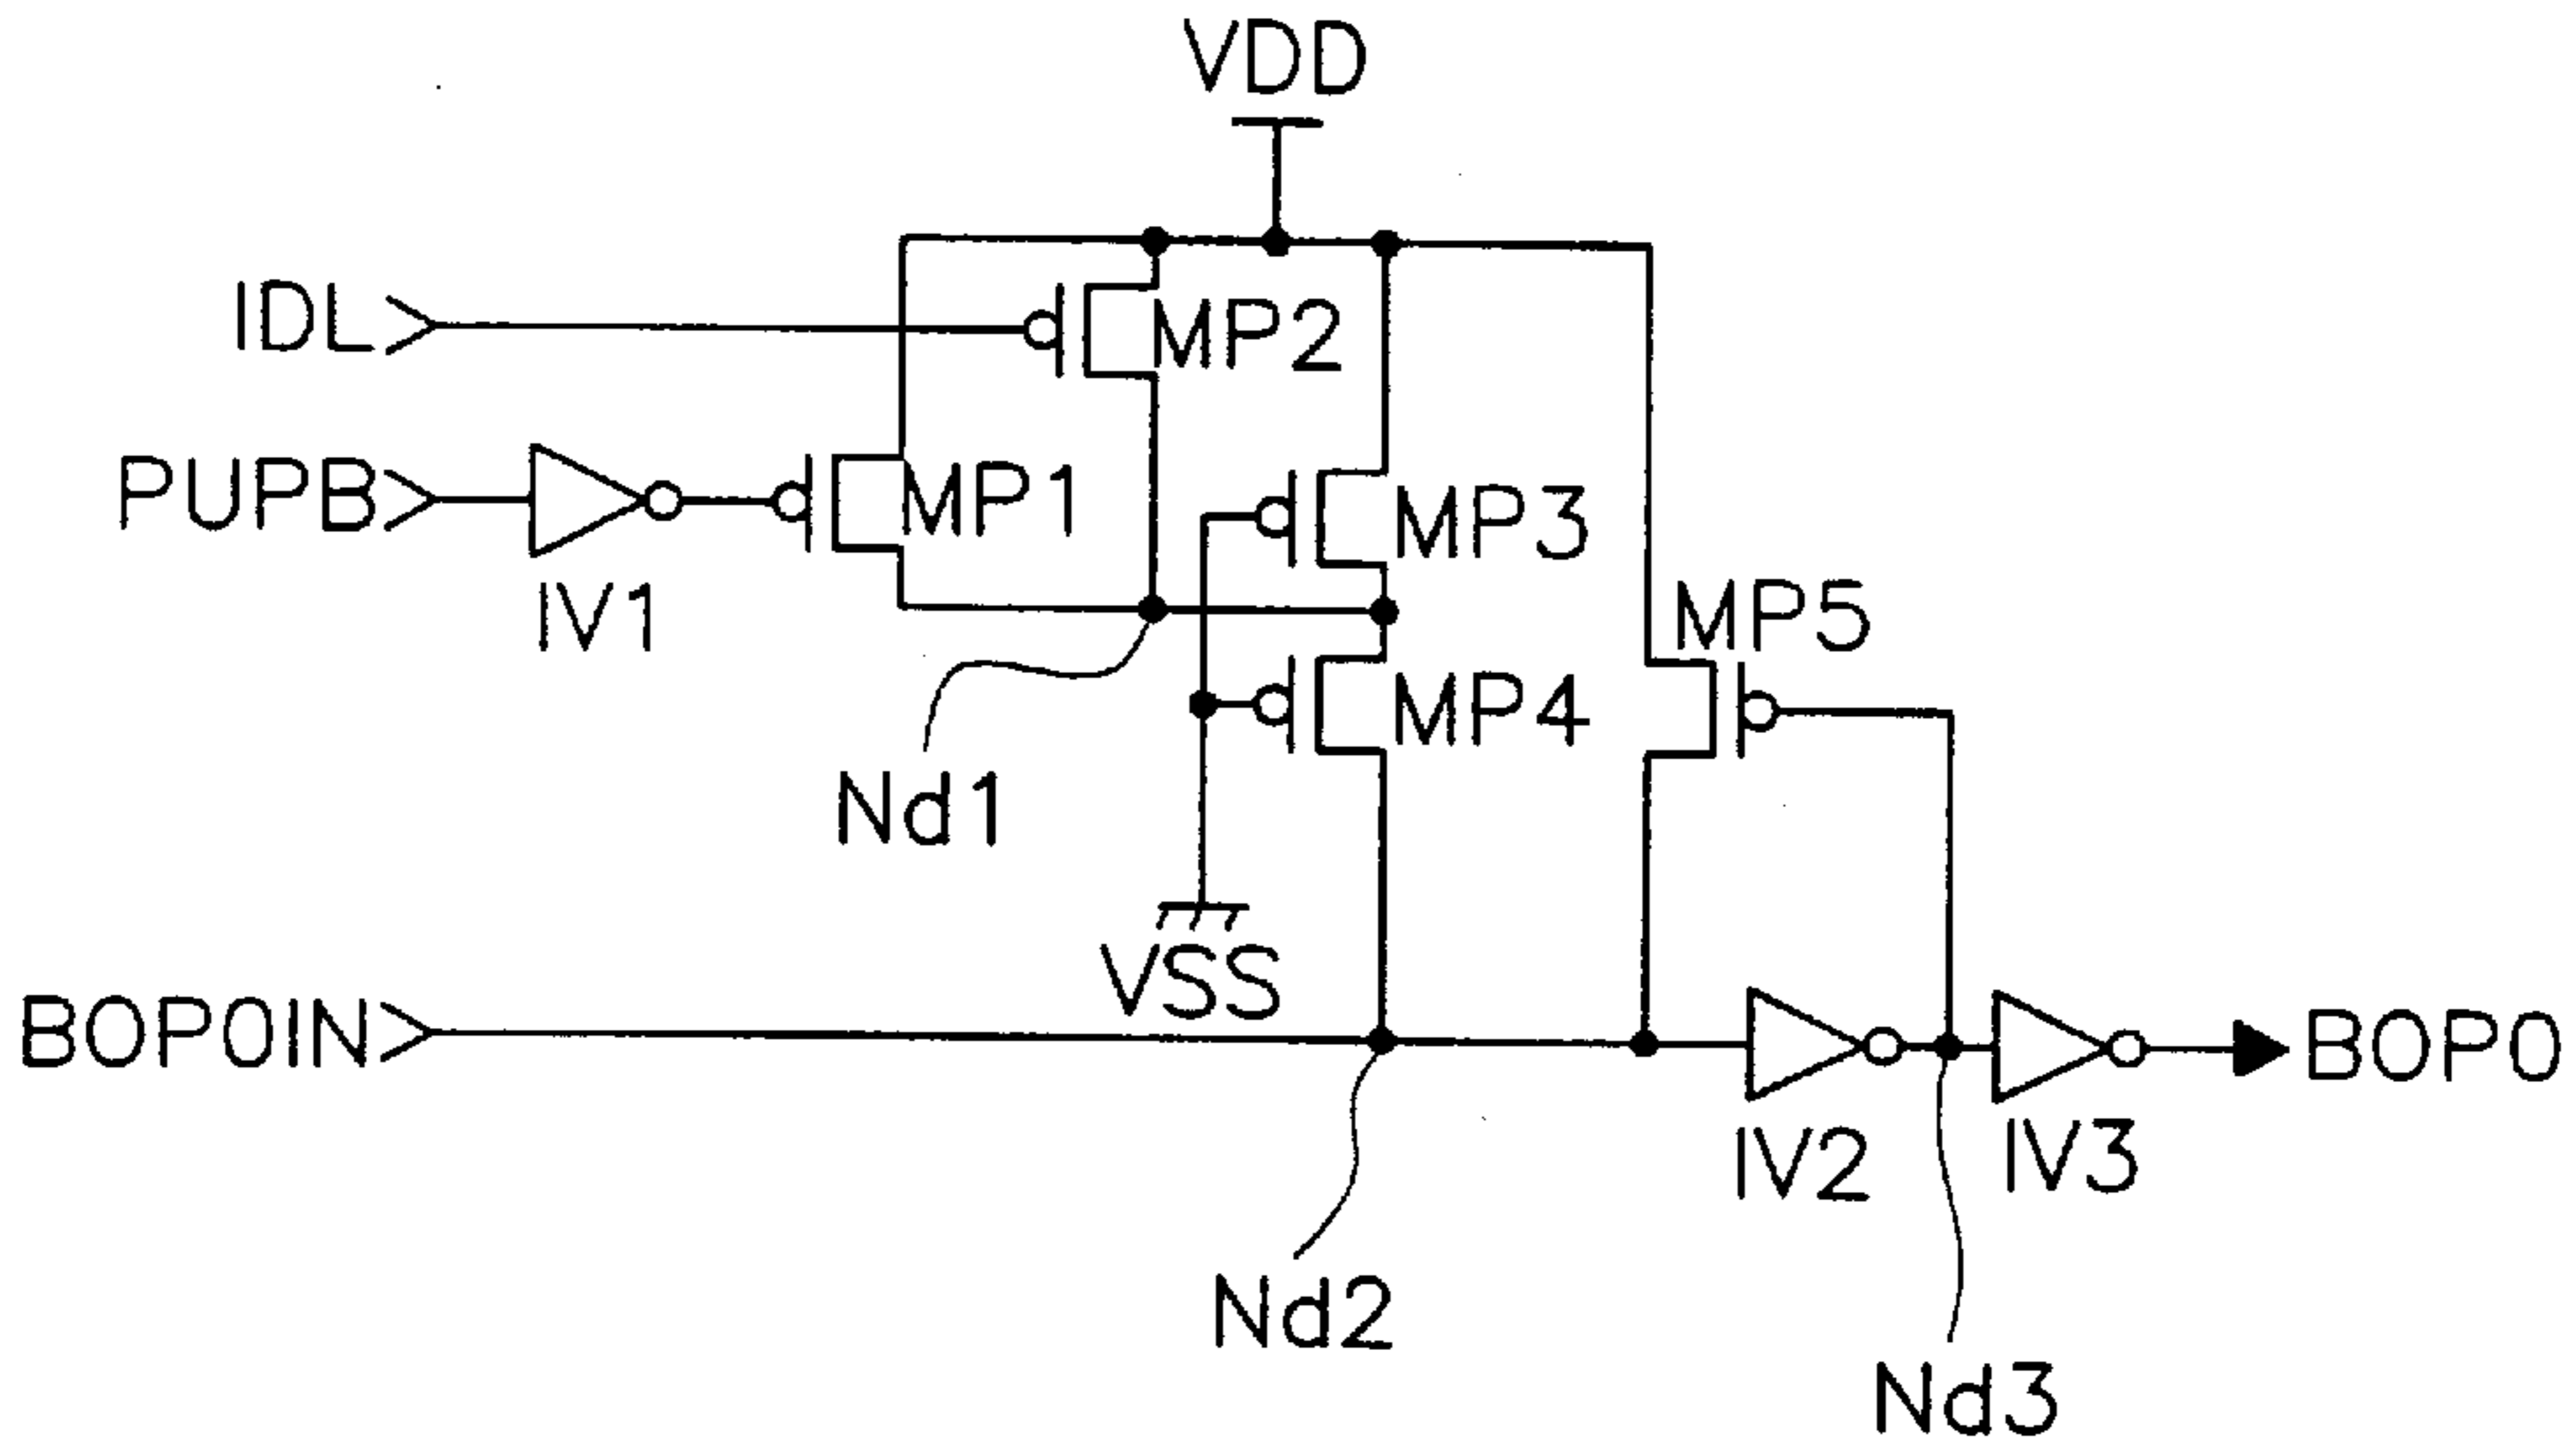 VDD
IDL
MP2
PUPB
IV1
MP1
MP3
MP5
MP4
Nd1
VSS
BOP0IN
IV2
IV3
BOP0
Nd2
Nd3